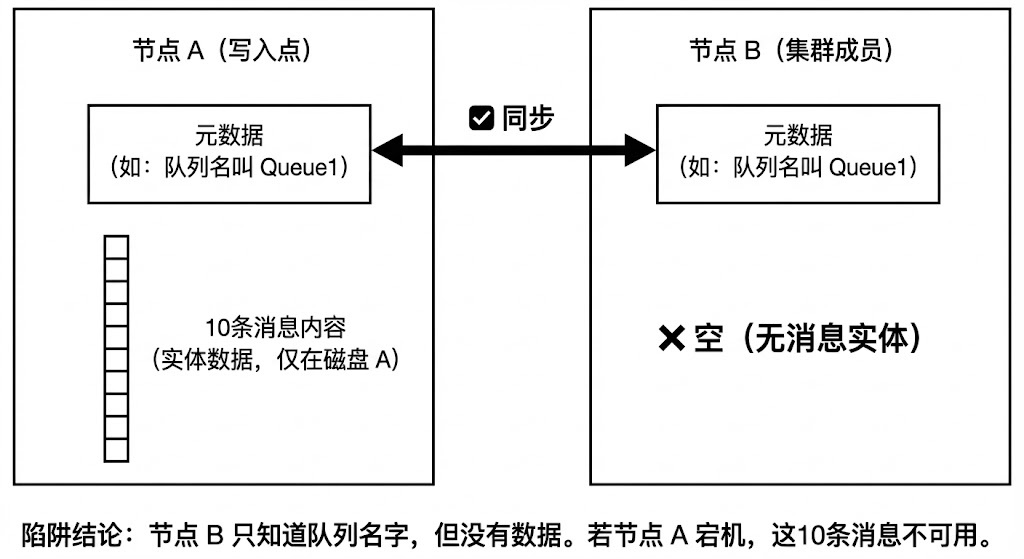 节点 A（写入点）
节点 B（集群成员）
☑ 同步
元数据
（如：队列名叫 Queue1）
元数据
（如：队列名叫 Queue1）
10条消息内容
（实体数据，仅在磁盘 A）
✖ 空（无消息实体）
陷阱结论：节点 B 只知道队列名字，但没有数据。若节点 A 宕机，这10条消息不可用。